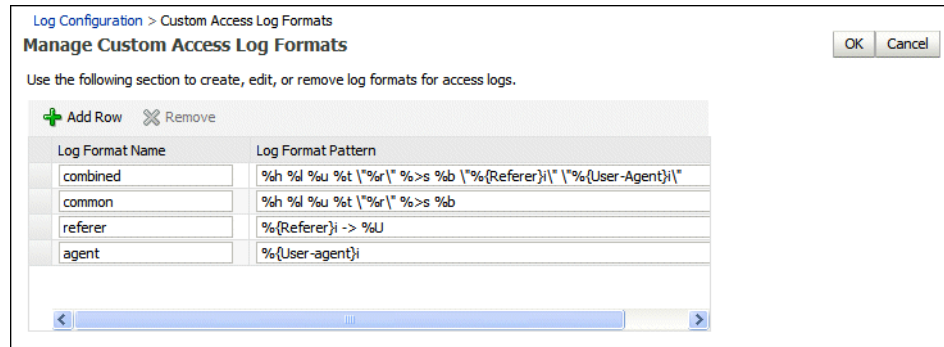 Log Configuration > Custom Access Log Formats
Manage Custom Access Log Formats
OK Cancel
Use the following section to create, edit, or remove log formats for access logs.
Add Row Remove
Log Format Name Log Format Pattern
combined %h %l %u %t \"%r\" %>s %b \"%{Referer}i\" \"%{User-Agent}i\"
common %h %l %u %t \"%r\" %>s %b
referer %{Referer}i -> %U
agent %{User-agent}i